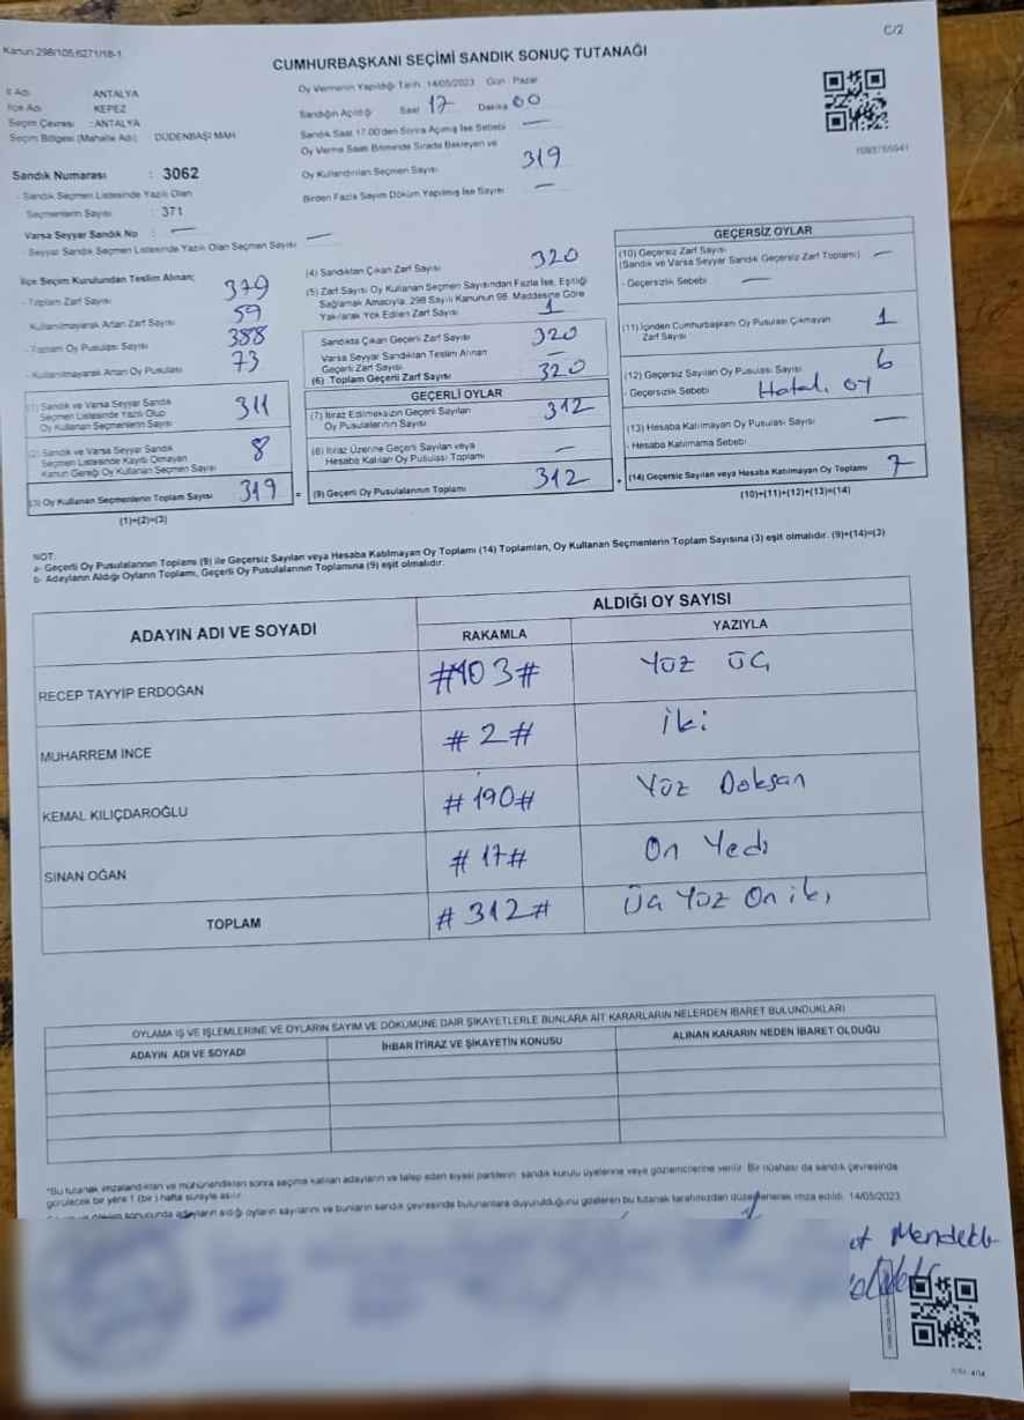 C/2
Kanun 298/105.6271/18-1
CUMHURBAŞKANI SEÇİMİ SANDIK SONUÇ TUTANAĞI
İl Adı ANTALYA
İlçe Adı KEPEZ
Seçim Çevresi : ANTALYA
Seçim Bölgesi (Mahalle Adı) DÜDENBAŞI MAH
Sandık Numarası : 3062
- Sandık Seçmen Listesinde Yazılı Olan
Seçmenlerin Sayısı : 371
Varsa Seyyar Sandık No : —
- Seyyar Sandık Seçmen Listesinde Yazılı Olan Seçmen Sayısı —
Oy Vermenin Yapıldığı Tarih 14/05/2023 Gün Pazar
Sandığın Açıldığı Saat 17 Dakika 00
Sandık Saat 17.00'den Sonra Açılmış İse Sebebi —
Oy Verme Saati Bitiminde Sırada Bekleyen ve
Oy Kullandırılan Seçmen Sayısı 319
Birden Fazla Sayım Döküm Yapılmış İse Sayısı —
İlçe Seçim Kurulundan Teslim Alınan;
- Toplam Zarf Sayısı 379
Kullanılmayarak Artan Zarf Sayısı 59
- Toplam Oy Pusulası Sayısı 388
- Kullanılmayarak Artan Oy Pusulası 73
(1) Sandık ve Varsa Seyyar Sandık
Seçmen Listesinde Yazılı Olup
Oy Kullanan Seçmenlerin Sayısı 311
(2) Sandık ve Varsa Seyyar Sandık
Seçmen Listesinde Kayıtlı Olmayan
Kanun Gereği Oy Kullanan Seçmen Sayısı 8
(3) Oy Kullanan Seçmenlerin Toplam Sayısı 319 =
(1)+(2)=(3)
(4) Sandıktan Çıkan Zarf Sayısı 320
(5) Zarf Sayısı Oy Kullanan Seçmen Sayısından Fazla İse, Eşitliği
Sağlamak Amacıyla, 298 Sayılı Kanunun 98. Maddesine Göre
Yakılarak Yok Edilen Zarf Sayısı 1
Sandıkta Çıkan Geçerli Zarf Sayısı 320
Varsa Seyyar Sandıktan Teslim Alınan
Geçerli Zarf Sayısı —
(6) Toplam Geçerli Zarf Sayısı 320
GEÇERLİ OYLAR
(7) İtiraz Edilmeksizin Geçerli Sayılan
Oy Pusulalarının Sayısı 312
(8) İtiraz Üzerine Geçerli Sayılan veya
Hesaba Katılan Oy Pusulası Toplamı —
(9) Geçerli Oy Pusulalarının Toplamı 312 +
GEÇERSİZ OYLAR
(10) Geçersiz Zarf Sayısı
(Sandık ve Varsa Seyyar Sandık Geçersiz Zarf Toplamı) —
- Geçersizlik Sebebi —
(11) İçinden Cumhurbaşkanı Oy Pusulası Çıkmayan
Zarf Sayısı 1
(12) Geçersiz Sayılan Oy Pusulası Sayısı 6
- Geçersizlik Sebebi Hatalı oy
(13) Hesaba Katılmayan Oy Pusulası Sayısı —
- Hesaba Katılmama Sebebi
(14) Geçersiz Sayılan veya Hesaba Katılmayan Oy Toplamı 7
(10)+(11)+(12)+(13)=(14)
NOT:
a- Geçerli Oy Pusulalarının Toplamı (9) ile Geçersiz Sayılan veya Hesaba Katılmayan Oy Toplamı (14) Toplamları, Oy Kullanan Seçmenlerin Toplam Sayısına (3) eşit olmalıdır. (9)+(14)=(3)
b- Adayların Aldığı Oyların Toplamı, Geçerli Oy Pusulalarının Toplamına (9) eşit olmalıdır.
ADAYIN ADI VE SOYADI ALDIĞI OY SAYISI
RAKAMLA YAZIYLA
RECEP TAYYİP ERDOĞAN #103# YÜZ ÜÇ
MUHARREM İNCE #2# iki
KEMAL KILIÇDAROĞLU #190# Yüz Doksan
SİNAN OĞAN #17# On Yedi
TOPLAM #312# Üç Yüz On iki
OYLAMA İŞ VE İŞLEMLERİNE VE OYLARIN SAYIM VE DÖKÜMÜNE DAİR ŞİKAYETLERLE BUNLARA AİT KARARLARIN NELERDEN İBARET BULUNDUKLARI
ADAYIN ADI VE SOYADI İHBAR İTİRAZ VE ŞİKAYETİN KONUSU ALINAN KARARIN NEDEN İBARET OLDUĞU
*Bu tutanak imzalandıktan ve mühürlendikten sonra seçime katılan adayların ve talep eden siyasi partilerin sandık kurulu üyelerine veya gözlemcilerine verilir. Bir nüshası da sandık çevresinde
görülecek bir yere 1 (bir) hafta süreyle asılır.
sonucunda adayların aldığı oyların sayılarını ve bunların sandık çevresinde bulunanlara duyurulduğunu gösteren bu tutanak tarafımızdan düzenlenerek imza edildi. 14/05/2023